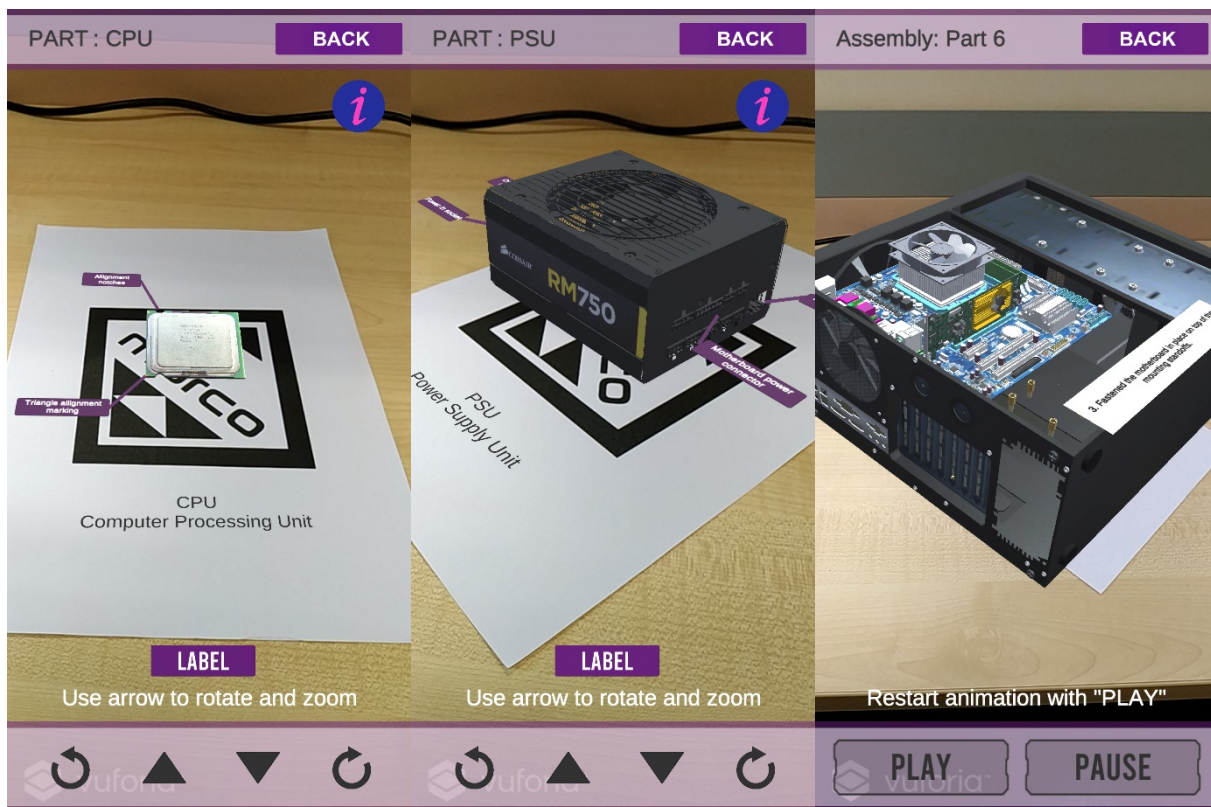 PART : CPU
BACK
i
Alignment
notches
Triangle allignment
marking
marco
CPU
Computer Processing Unit
LABEL
Use arrow to rotate and zoom
vuforia
PART : PSU
BACK
i
CORSAIR
RM750
Motherboard power
connector
PSU
Power Supply Unit
LABEL
Use arrow to rotate and zoom
vuforia
Assembly: Part 6
BACK
3. Fastened the motherboard in place on top of the
mounting standoffs.
Restart animation with "PLAY"
PLAY
PAUSE
vuforia